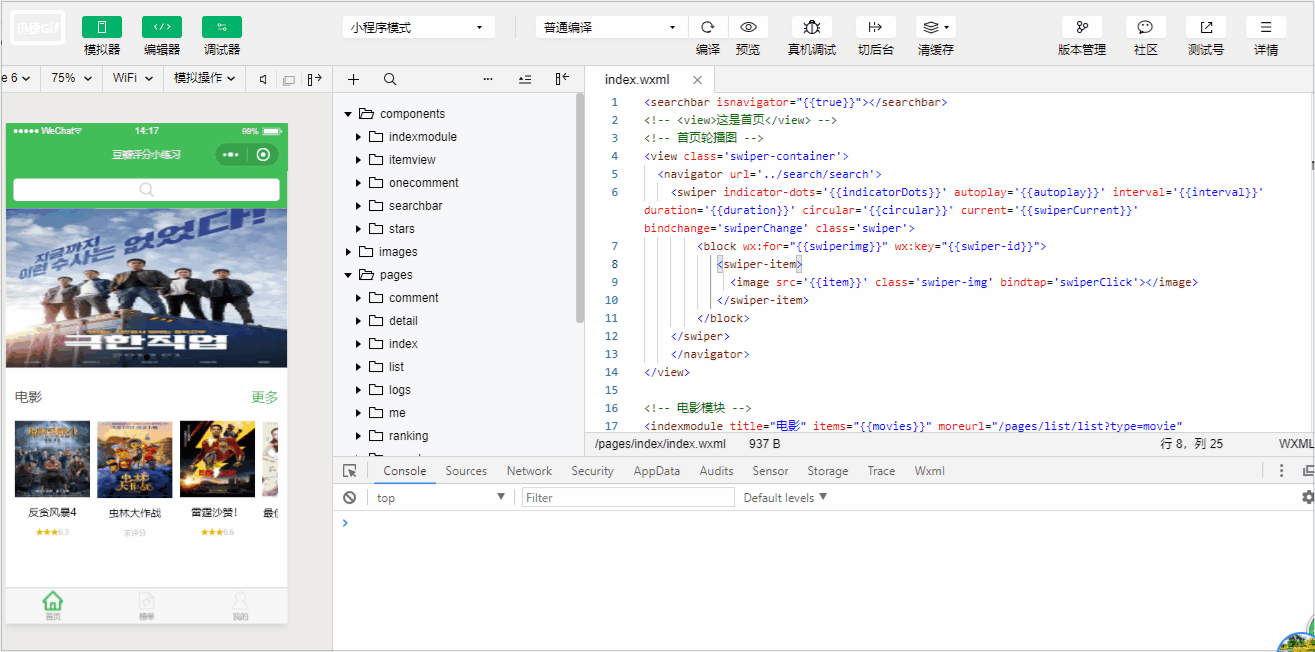 迅捷Gif
模拟器 编辑器 调试器 小程序模式 普通编译 编译 预览 真机调试 切后台 清缓存 版本管理 社区 测试号 详情
e 6 75% WiFi 模拟操作
index.wxml
WeChat 14:17 99%
豆瓣评分小练习
지금까지
이런 수사는 없었다!
극한직업
电影 更多
反贪风暴4 虫林大作战 雷霆沙赞! 最佳
★★★6.3 未评分 ★★★6.6
首页 榜单 我的
components
indexmodule
itemview
onecomment
searchbar
stars
images
pages
comment
detail
index
list
logs
me
ranking
1 <searchbar isnavigator="{{true}}"></searchbar>
2 <!-- <view>这是首页</view> -->
3 <!-- 首页轮播图 -->
4 <view class='swiper-container'>
5 <navigator url='../search/search'>
6 <swiper indicator-dots='{{indicatorDots}}' autoplay='{{autoplay}}' interval='{{interval}}'
duration='{{duration}}' circular='{{circular}}' current='{{swiperCurrent}}'
bindchange='swiperChange' class='swiper'>
7 <block wx:for="{{swiperimg}}" wx:key="{{swiper-id}}">
8 <swiper-item>
9 <image src='{{item}}' class='swiper-img' bindtap='swiperClick'></image>
10 </swiper-item>
11 </block>
12 </swiper>
13 </navigator>
14 </view>
15
16 <!-- 电影模块 -->
17 <indexmodule title="电影" items="{{movies}}" moreurl="/pages/list/list?type=movie"
/pages/index/index.wxml 937 B 行 8，列 25 WXML
Console Sources Network Security AppData Audits Sensor Storage Trace Wxml
top Filter Default levels